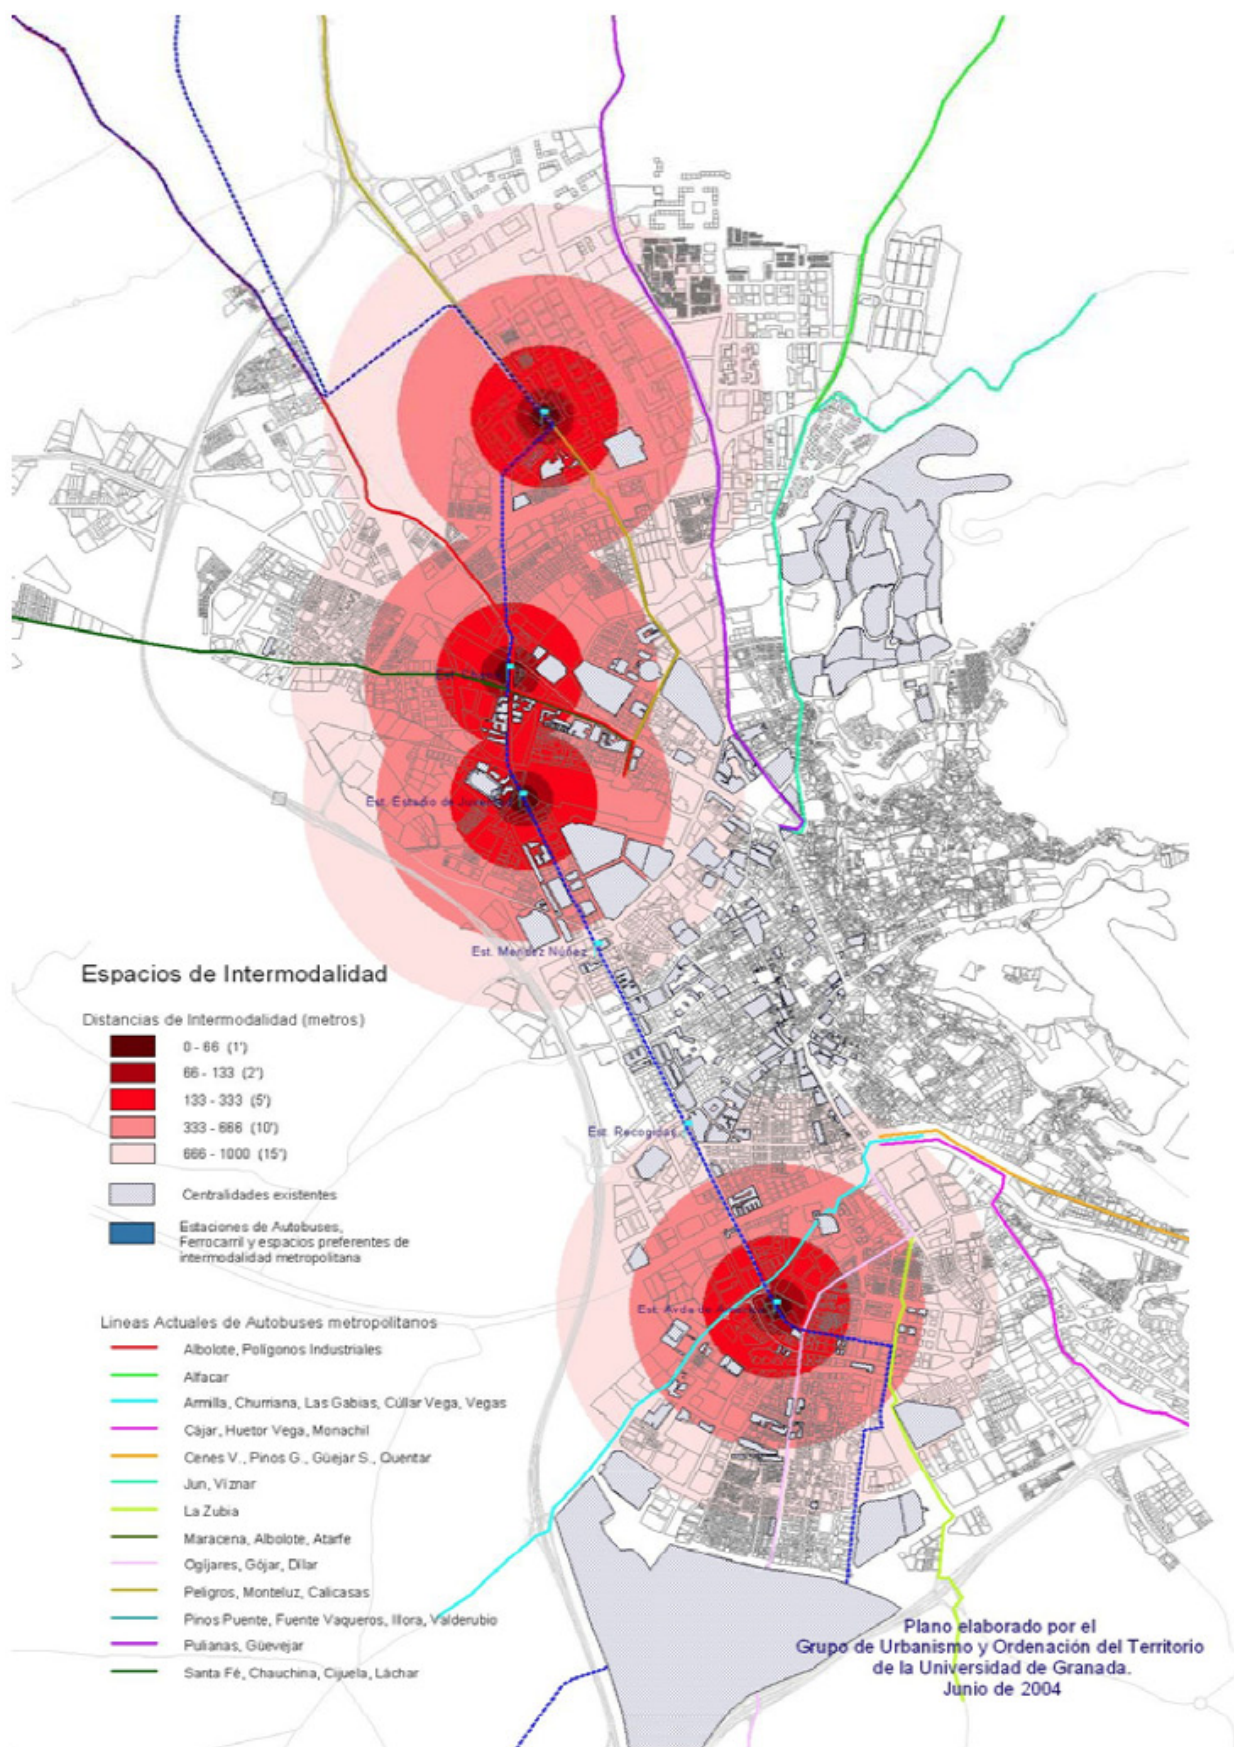 Est. Estadio de Juventud
Est. Mendez Núñez
Espacios de Intermodalidad
Distancias de Intermodalidad (metros)
0 - 66 (1')
66 - 133 (2')
133 - 333 (5')
333 - 666 (10')
666 - 1000 (15')
Centralidades existentes
Estaciones de Autobuses,
Ferrocarril y espacios preferentes de
intermodalidad metropolitana
Est. Recogidas
Est. Avda de
Lineas Actuales de Autobuses metropolitanos
Albolote, Polígonos Industriales
Alfacar
Armilla, Churriana, Las Gabias, Cúllar Vega, Vegas
Cájar, Huetor Vega, Monachil
Cenes V., Pinos G., Güejar S., Quentar
Jun, Víznar
La Zubia
Maracena, Albolote, Atarfe
Ogíjares, Gójar, Dílar
Peligros, Monteluz, Calicasas
Pinos Puente, Fuente Vaqueros, Illora, Valderubio
Pulianas, Güevejar
Santa Fé, Chauchina, Cijuela, Láchar
Plano elaborado por el
Grupo de Urbanismo y Ordenación del Territorio
de la Universidad de Granada.
Junio de 2004